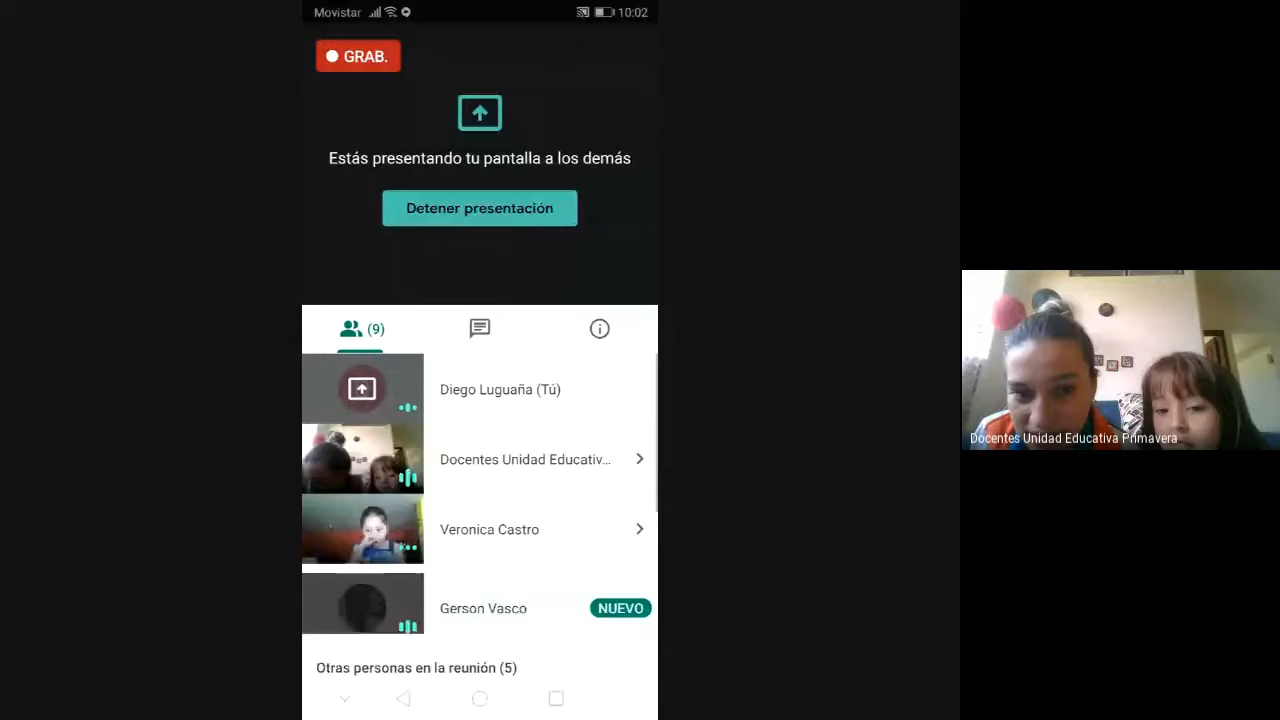 Movistar
10:02
GRAB.
Estás presentando tu pantalla a los demás
Detener presentación
(9)
Diego Luguaña (Tú)
Docentes Unidad Educativ...
Veronica Castro
Gerson Vasco
NUEVO
Otras personas en la reunión (5)
Docentes Unidad Educativa Primavera